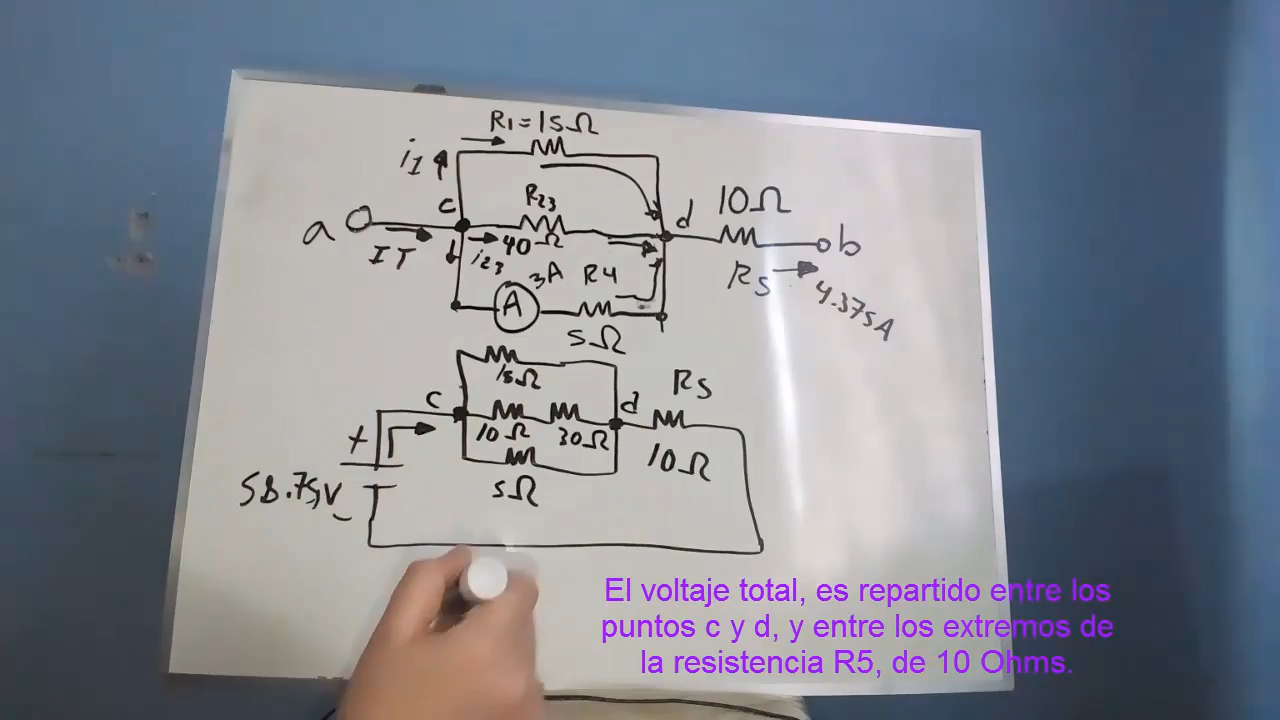 R1=15Ω
i1
R23
c
d
10Ω
a
b
IT
i23
40Ω
3A
R4
R5
4.375A
A
5Ω
15Ω
R5
c
d
+
10Ω
30Ω
10Ω
58.75V
5Ω
El voltaje total, es repartido entre los
puntos c y d, y entre los extremos de
la resistencia R5, de 10 Ohms.